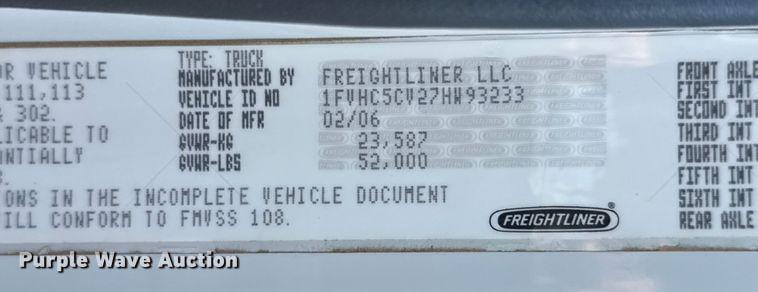 TYPE: TRUCK
OR VEHICLE MANUFACTURED BY FREIGHTLINER LLC FRONT AXLE
111,113 VEHICLE ID NO 1FVHC5CV27HW93233 FIRST INT
& 302. DATE OF MFR 02/06 SECOND INT
LICABLE TO GVWR-KG 23,587 THIRD INT
NTIALLY GVWR-LBS 52,000 FOURTH INT
FIFTH INT
ONS IN THE INCOMPLETE VEHICLE DOCUMENT SIXTH INT
ILL CONFORM TO FMVSS 108. FREIGHTLINER ® REAR AXLE
Purple Wave Auction